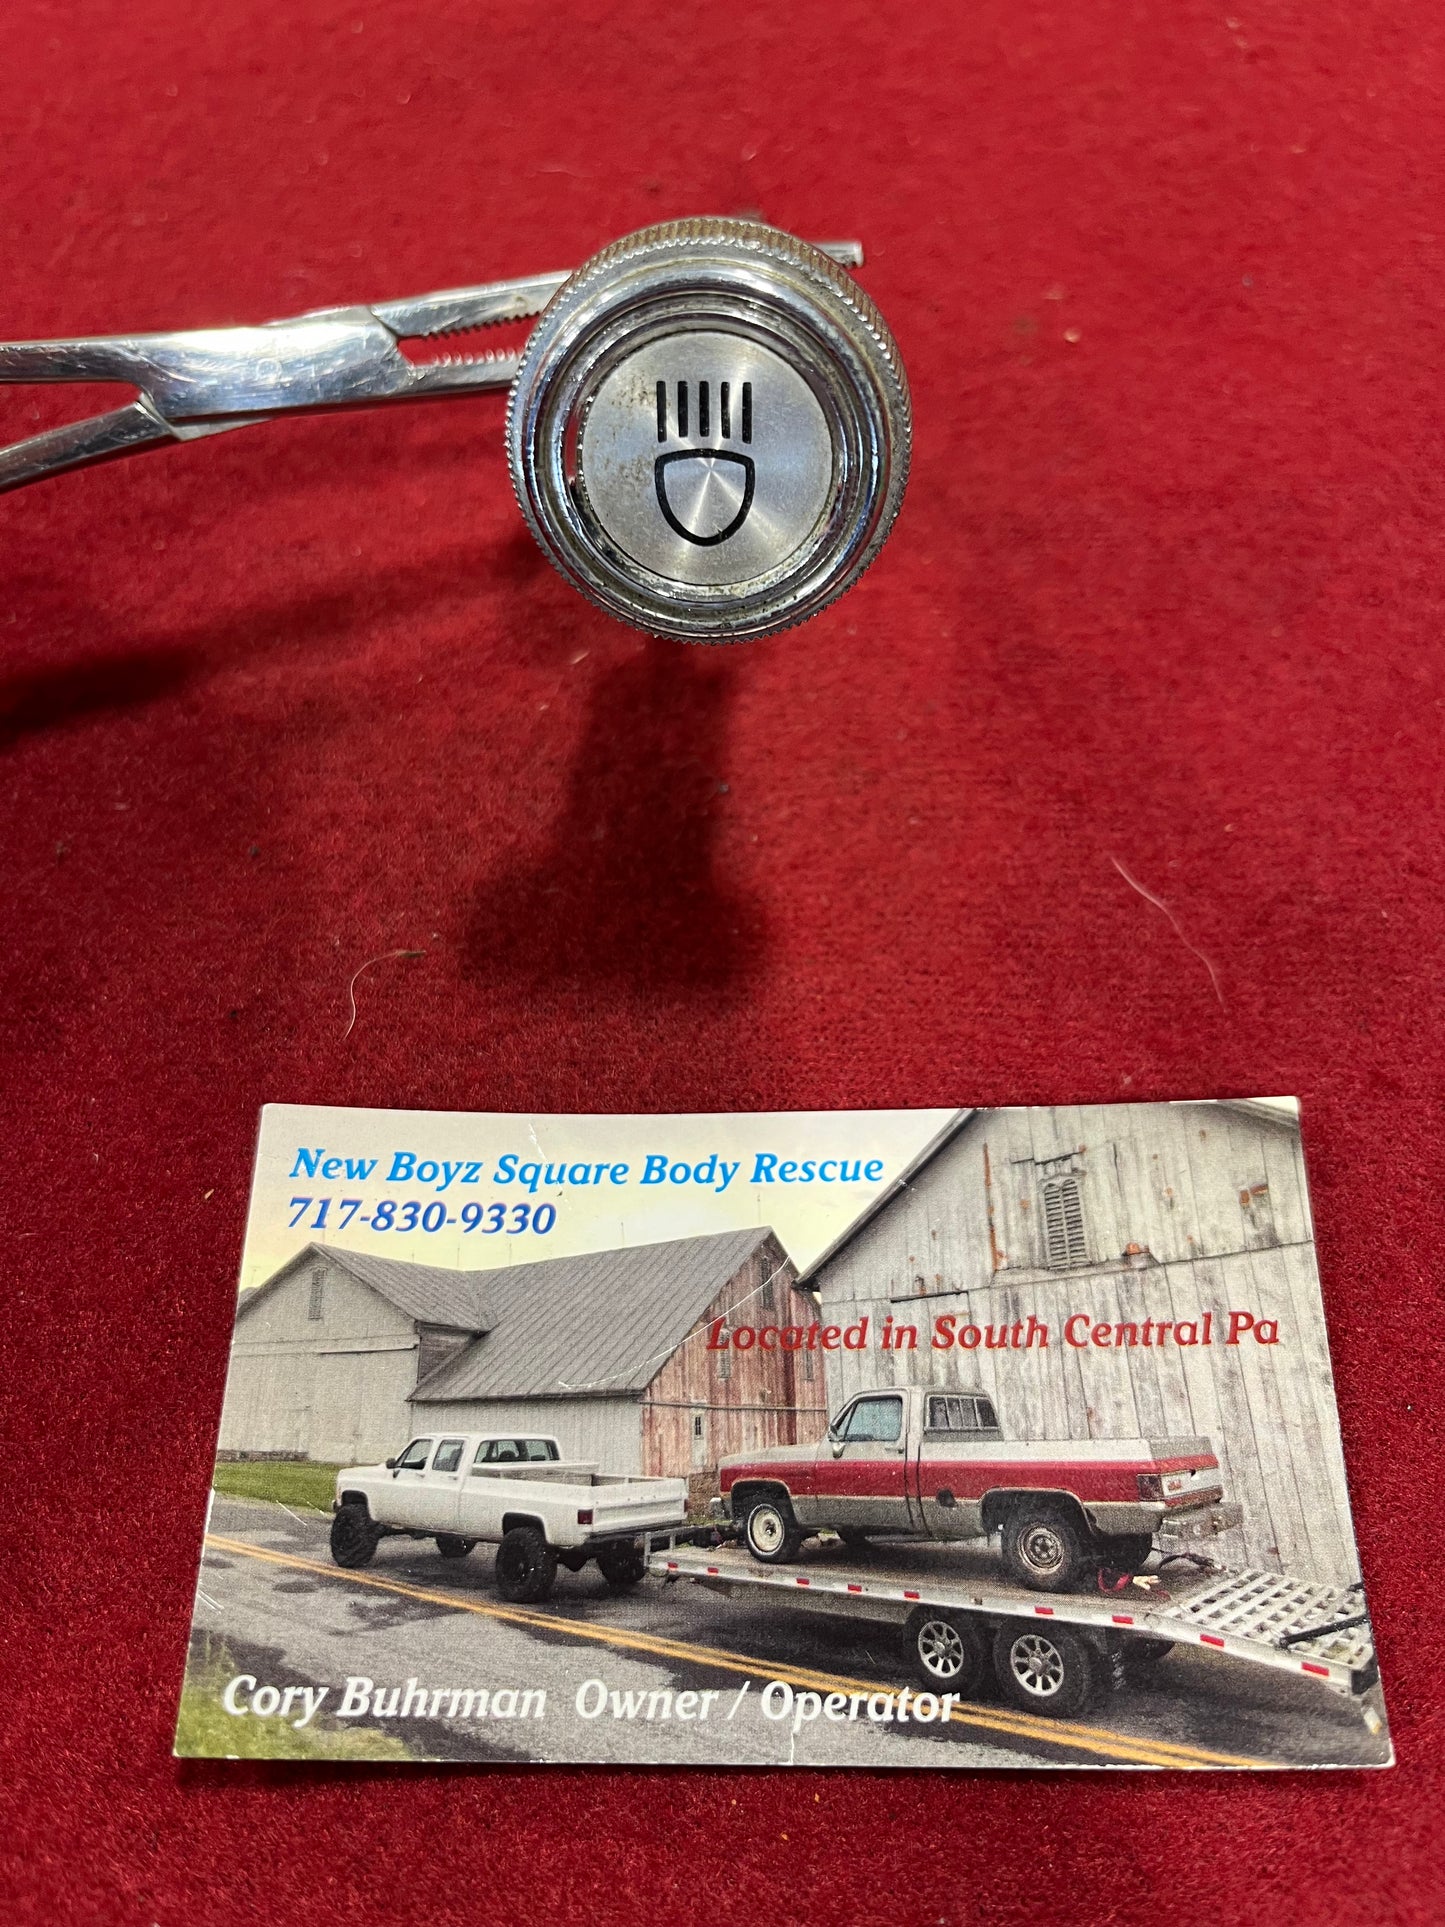 New Boyz Square Body Rescue
717-830-9330
Located in South Central Pa
Cory Buhrman Owner / Operator